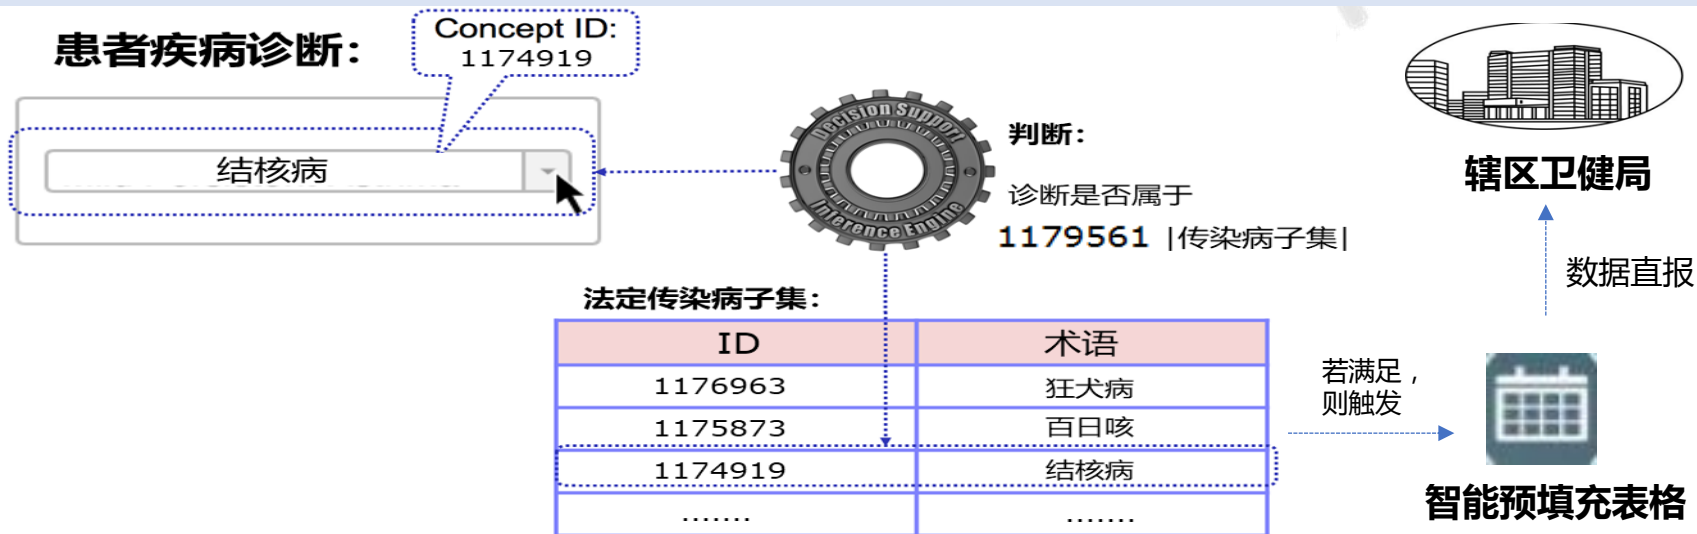 患者疾病诊断：
Concept ID:
1174919
结核病
Decision Support
Inference Engine
判断：
诊断是否属于
1179561 |传染病子集|
法定传染病子集：
ID 术语
1176963 狂犬病
1175873 百日咳
1174919 结核病
....... .......
若满足，
则触发
智能预填充表格
数据直报
辖区卫健局